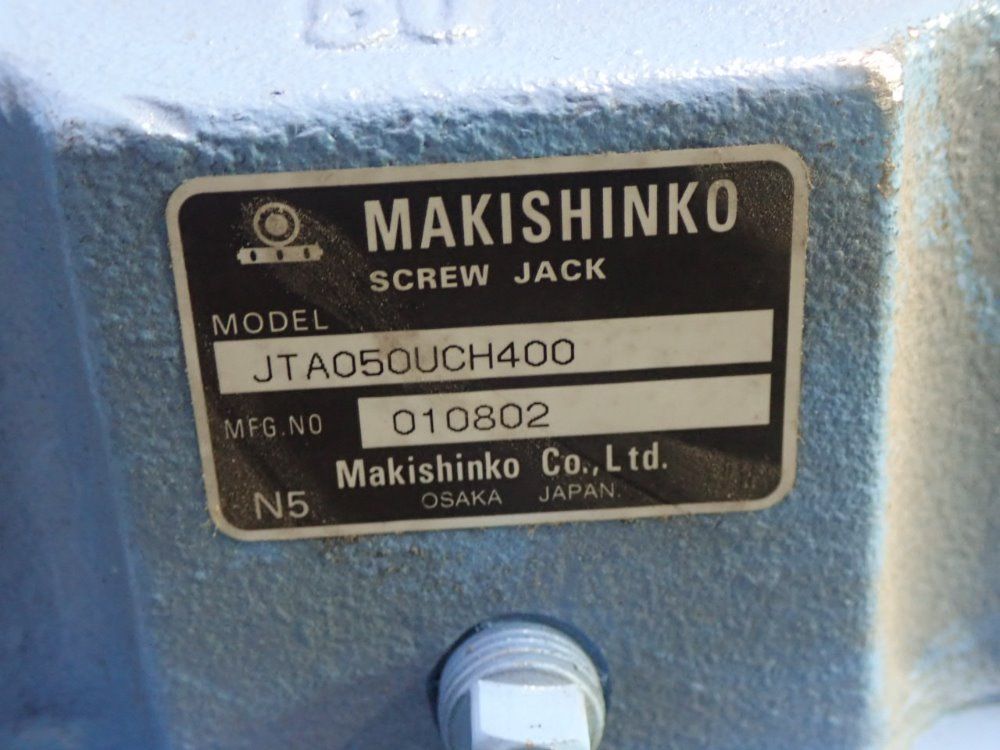 MAKISHINKO
SCREW JACK
MODEL
JTA050UCH400
MFG.NO 010802
Makishinko Co.,Ltd.
N5 OSAKA JAPAN.